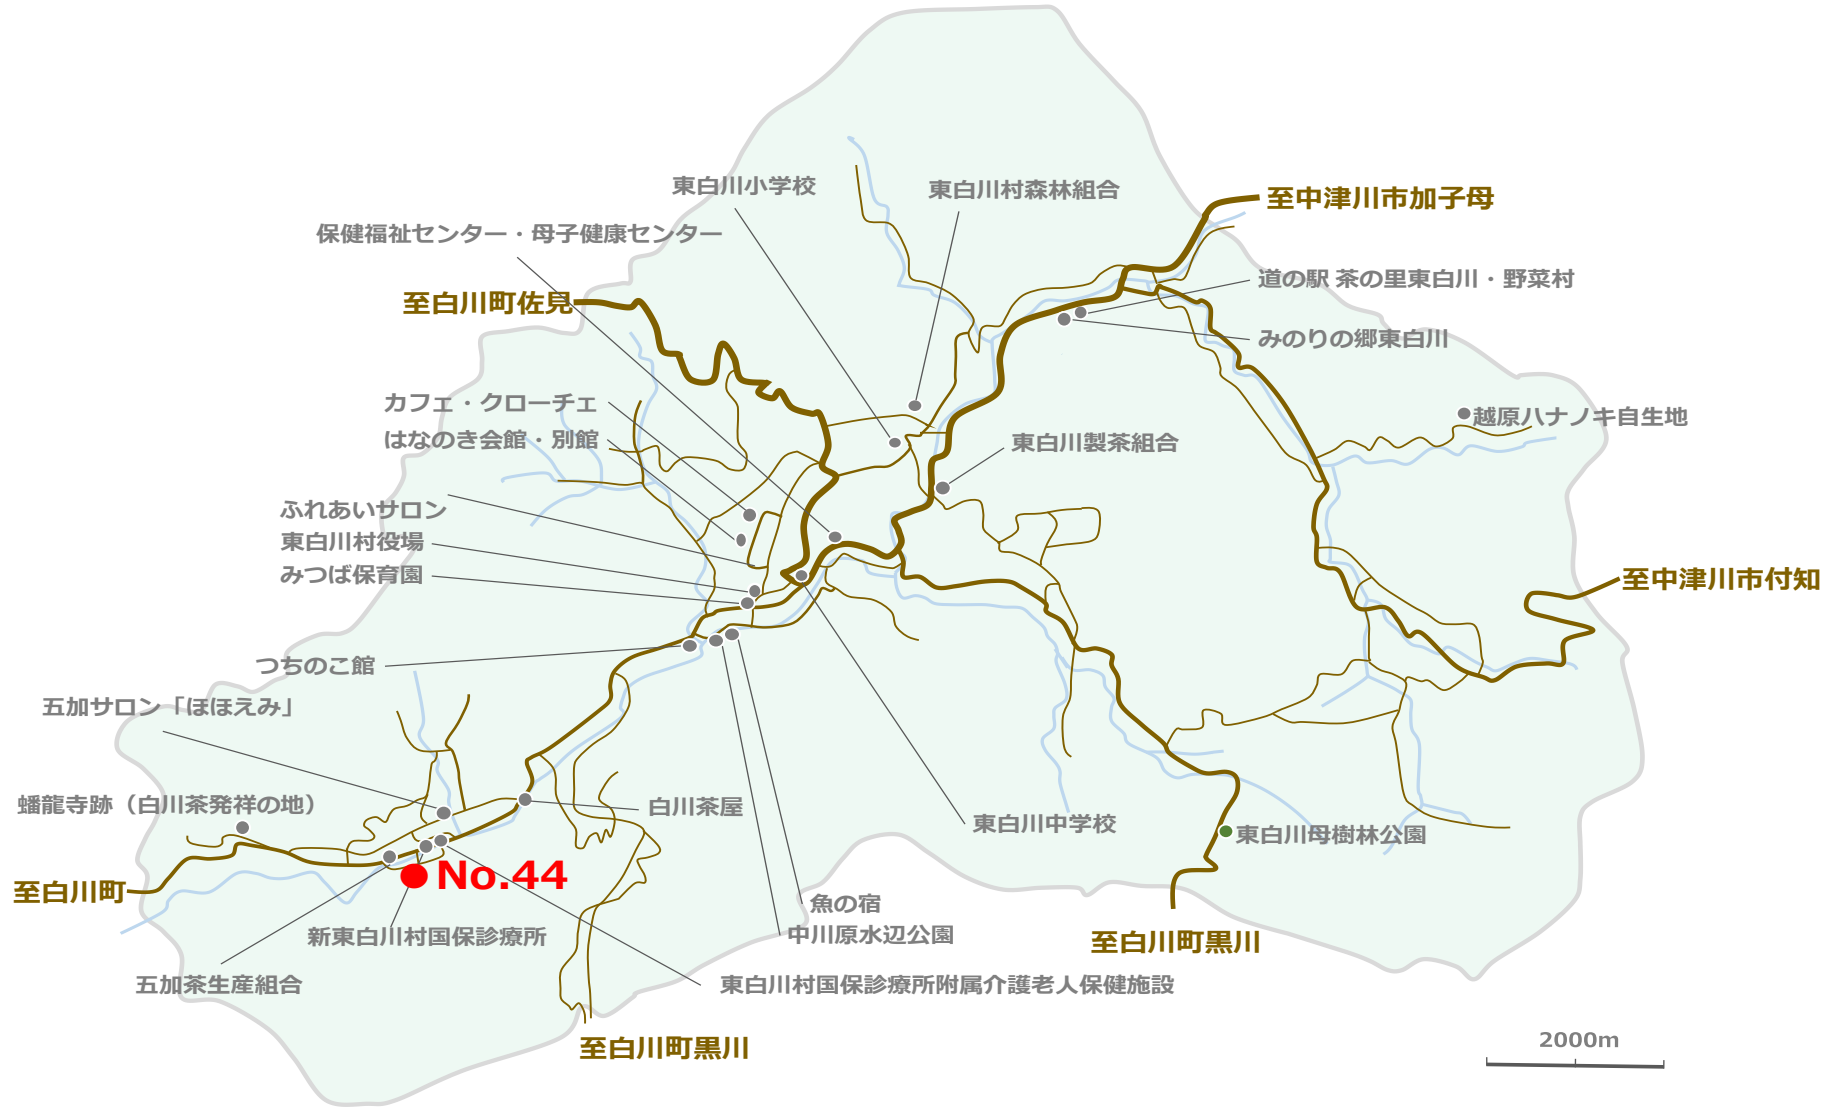 東白川小学校
東白川村森林組合
至中津川市加子母
保健福祉センター・母子健康センター
道の駅 茶の里東白川・野菜村
至白川町佐見
みのりの郷東白川
カフェ・クローチェ
越原ハナノキ自生地
はなのき会館・別館
東白川製茶組合
ふれあいサロン
東白川村役場
みつば保育園
至中津川市付知
つちのこ館
五加サロン「ほほえみ」
蟠龍寺跡（白川茶発祥の地）
白川茶屋
東白川中学校
東白川母樹林公園
No.44
至白川町
魚の宿
新東白川村国保診療所
中川原水辺公園
至白川町黒川
五加茶生産組合
東白川村国保診療所附属介護老人保健施設
至白川町黒川
2000m